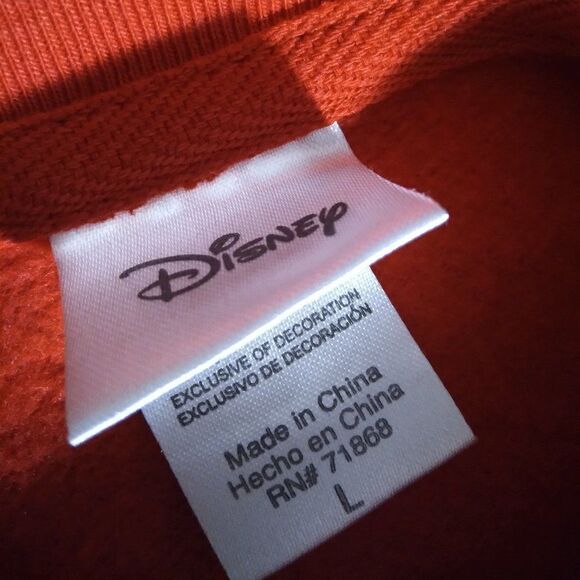 Disney
EXCLUSIVE OF DECORATION
EXCLUSIVO DE DECORACIÓN
Made in China
Hecho en China
RN# 71868
L